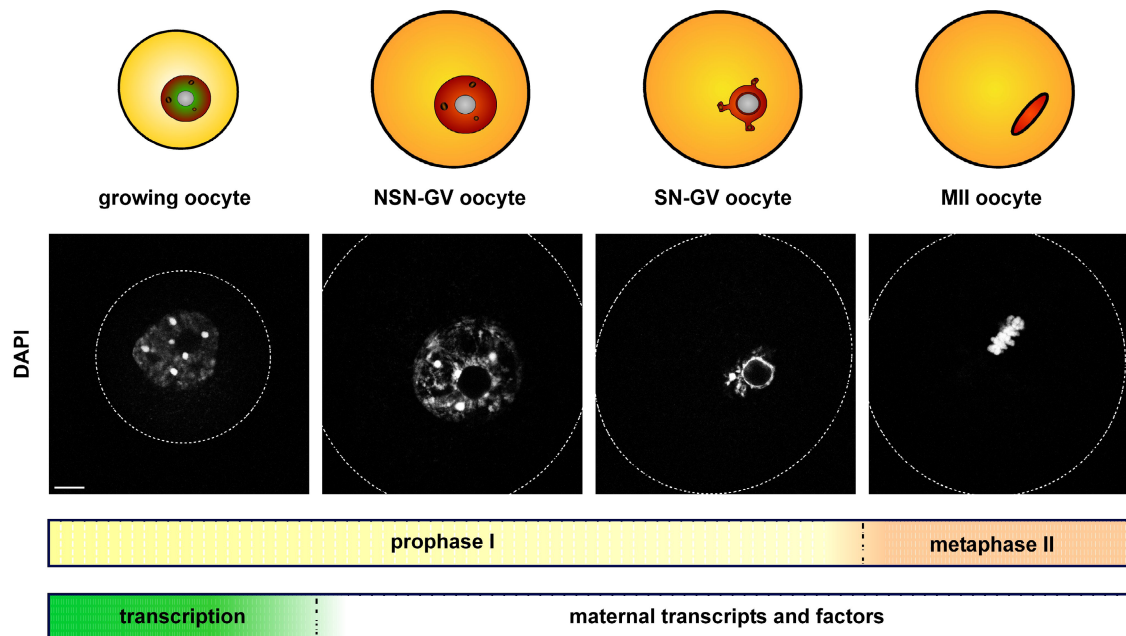 growing oocyte
NSN-GV oocyte
SN-GV oocyte
MII oocyte
DAPI
prophase I
metaphase II
transcription
maternal transcripts and factors